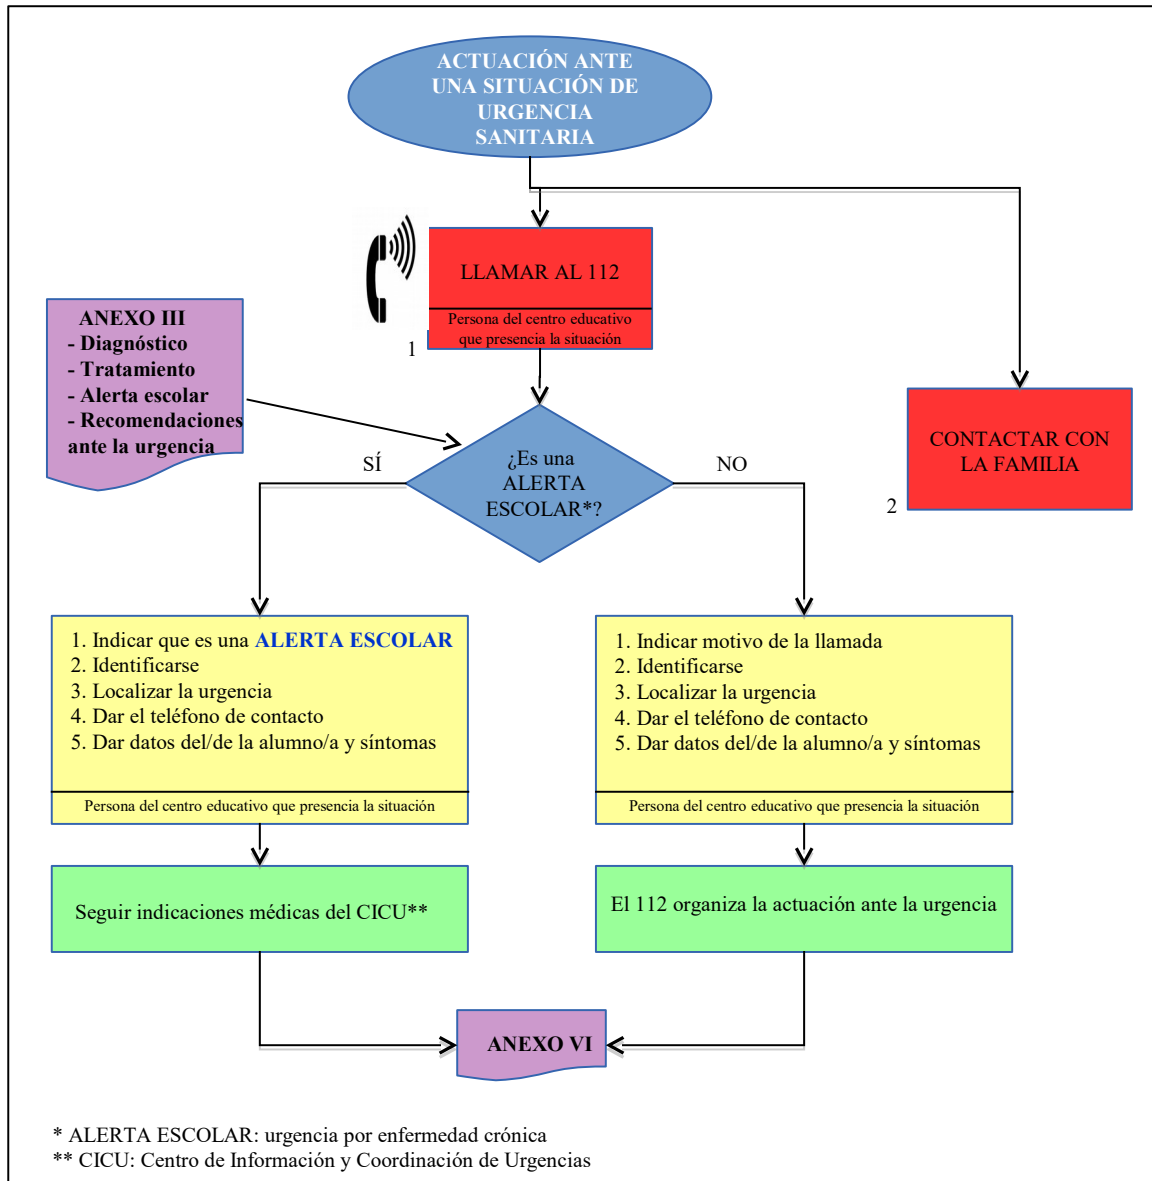 ACTUACIÓN ANTE
UNA SITUACIÓN DE
URGENCIA
SANITARIA
LLAMAR AL 112
Persona del centro educativo
que presencia la situación
1
ANEXO III
- Diagnóstico
- Tratamiento
- Alerta escolar
- Recomendaciones
ante la urgencia
CONTACTAR CON
LA FAMILIA
2
¿Es una
ALERTA
ESCOLAR*?
SÍ
NO
1. Indicar que es una ALERTA ESCOLAR
2. Identificarse
3. Localizar la urgencia
4. Dar el teléfono de contacto
5. Dar datos del/de la alumno/a y síntomas
Persona del centro educativo que presencia la situación
1. Indicar motivo de la llamada
2. Identificarse
3. Localizar la urgencia
4. Dar el teléfono de contacto
5. Dar datos del/de la alumno/a y síntomas
Persona del centro educativo que presencia la situación
Seguir indicaciones médicas del CICU**
El 112 organiza la actuación ante la urgencia
ANEXO VI
* ALERTA ESCOLAR: urgencia por enfermedad crónica
** CICU: Centro de Información y Coordinación de Urgencias